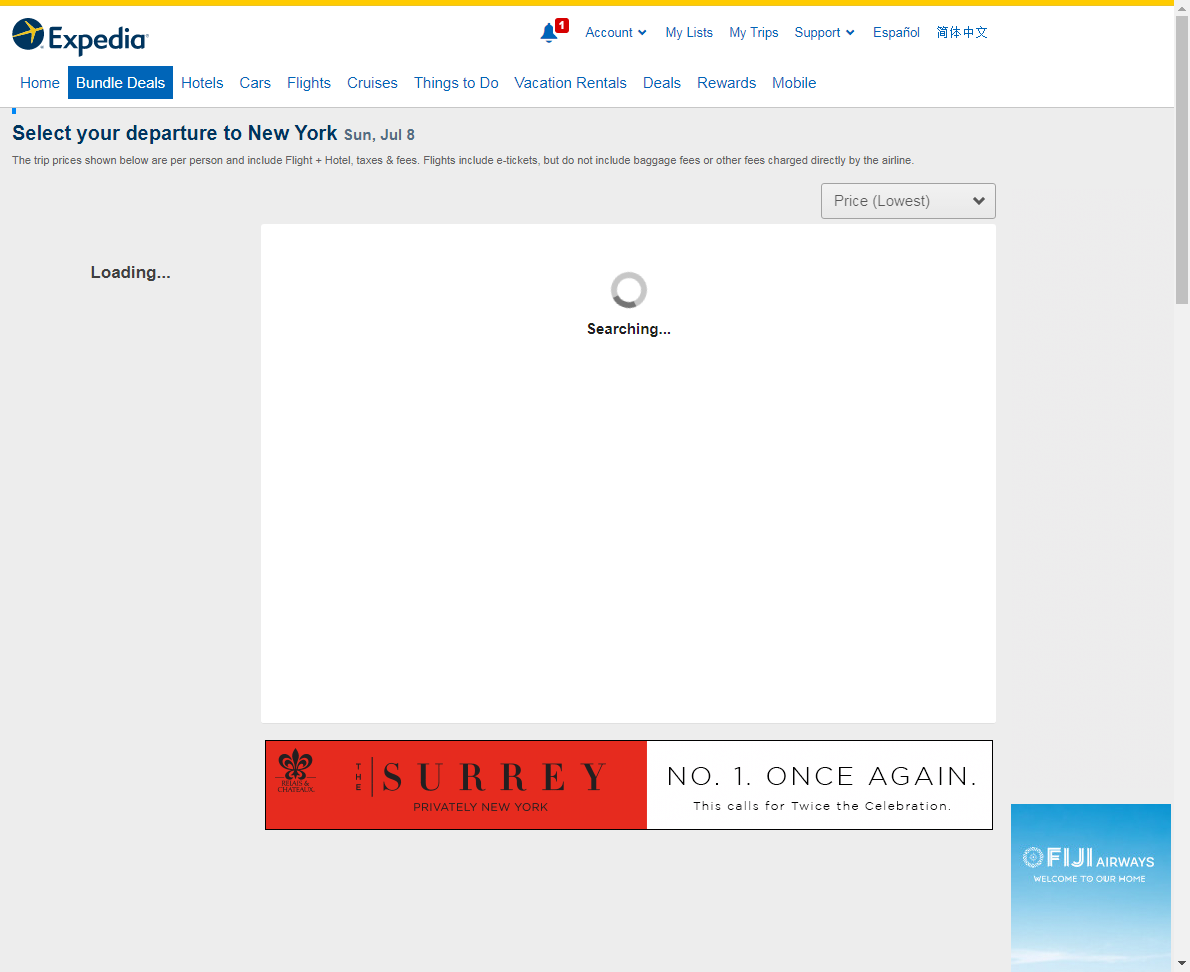 Expedia
1
Account
My Lists
My Trips
Support
Español
简体中文
Home
Bundle Deals
Hotels
Cars
Flights
Cruises
Things to Do
Vacation Rentals
Deals
Rewards
Mobile
Select your departure to New York Sun, Jul 8
The trip prices shown below are per person and include Flight + Hotel, taxes & fees. Flights include e-tickets, but do not include baggage fees or other fees charged directly by the airline.
Price (Lowest)
Loading...
Searching...
RELAIS &
CHATEAUX
THE SURREY
PRIVATELY NEW YORK
NO. 1. ONCE AGAIN.
This calls for Twice the Celebration.
FIJI AIRWAYS
WELCOME TO OUR HOME